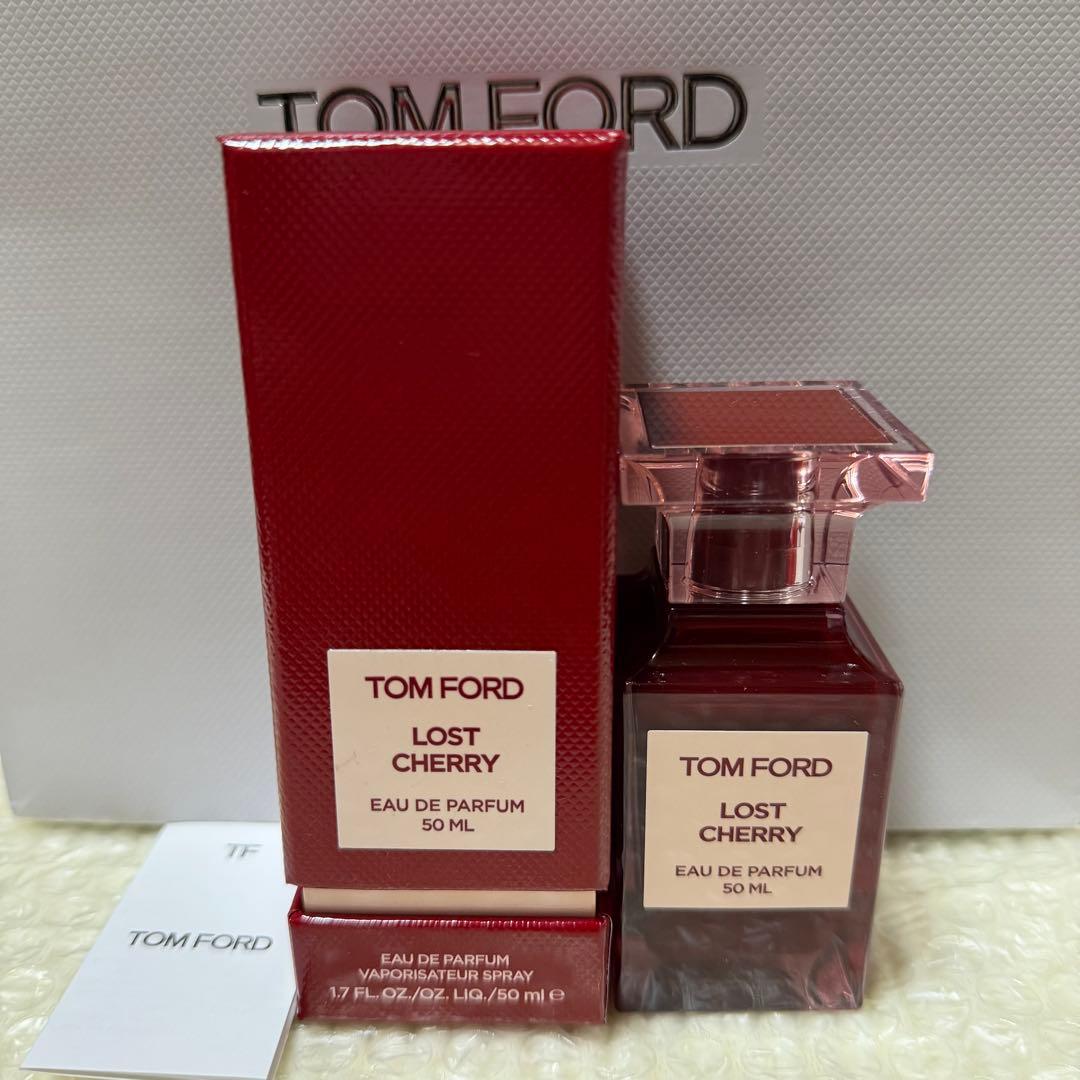 TOM FORD
TOM FORD
LOST
CHERRY
EAU DE PARFUM
50 ML
EAU DE PARFUM
VAPORISATEUR SPRAY
1.7 FL. OZ./OZ. LIQ./50 ml ℮
TOM FORD
LOST
CHERRY
EAU DE PARFUM
50 ML
TF
TOM FORD